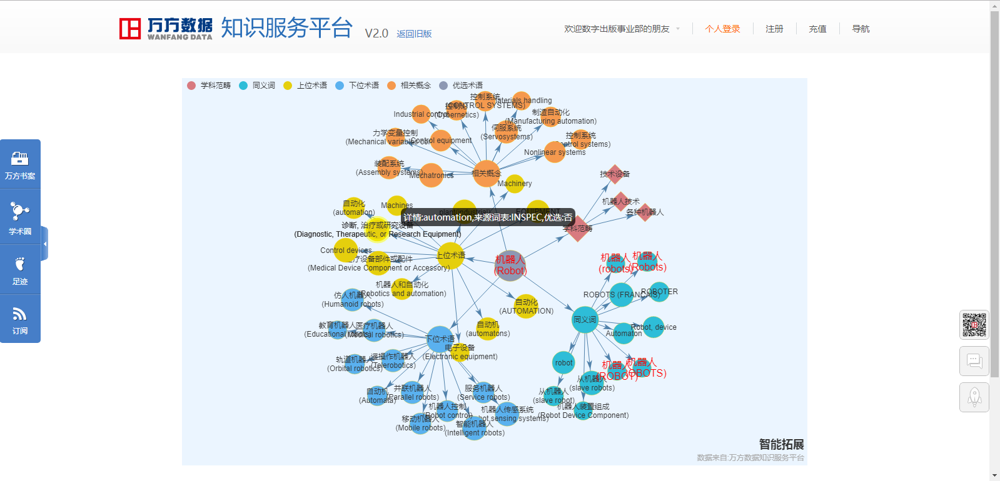 万方数据
WANFANG DATA
知识服务平台
V2.0
返回旧版
欢迎数字出版事业部的朋友
个人登录
注册
充值
导航
学科范畴
同义词
上位术语
下位术语
相关概念
优选术语
控制系统
(CONTROL SYSTEMS)
handling
Industrial control
(Cybernetics)
制造自动化
(Manufacturing automation)
力学变量控制
(Mechanical variables
Control equipment
伺服系统
(Servosystems)
控制系统
systems)
Nonlinear systems
装配系统
(Assembly systems)
Mechatronics
相关概念
Machinery
技术设备
机器人技术
各种机器人
学科范畴
自动化
(automation)
Machines
EQUIPMENT
详情:automation,来源词表:INSPEC,优选:否
诊断, 治疗或研究设备
(Diagnostic, Therapeutic, or Research Equipment)
Control devices
疗设备部件或配件
(Medical Device Component or Accessory)
上位术语
机器人
(Robot)
机器人和自动化
(Robotics and automation)
自动化
(AUTOMATION)
自动机
(automatons)
电子设备
(Electronic equipment)
机器人
(robots)
机器人
(Robots)
ROBOTS (FRANCAIS)
ROBOTER
同义词
Robot, device
Automaton
robot
机器人
(ROBOT)
机器人
(ROBOTS)
从机器人
(slave robots)
从机器人
(slave robot)
机器人装置组成
(Robot Device Component)
仿人机器人
(Humanoid robots)
教育机器人
(Educational robots)
医疗机器人
(Medical robotics)
下位术语
轨道机器人
(Orbital robotics)
遥操作机器人
(Telerobotics)
自动机
(Automata)
并联机器人
(Parallel robots)
服务机器人
(Service robots)
机器人控制
(Robot control)
机器人传感系统
sensing systems)
移动机器人
(Mobile robots)
智能机器人
(Intelligent robots)
智能拓展
数据来自:万方数据知识服务平台
万方书案
学术圈
足迹
订阅